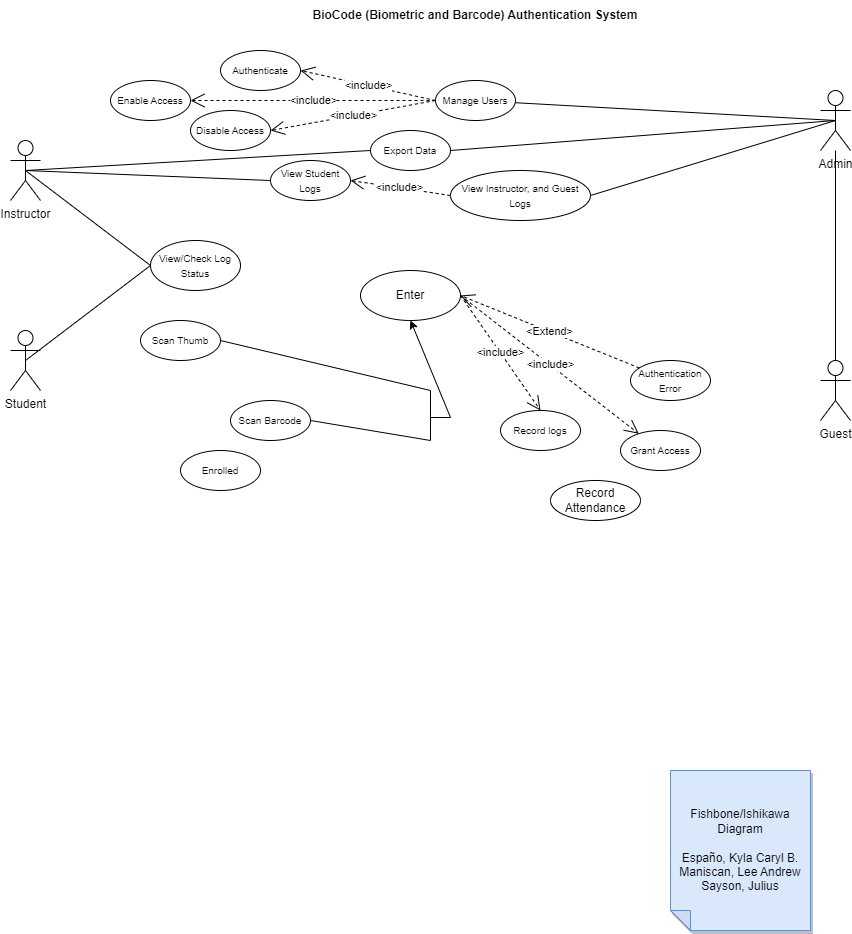 BioCode (Biometric and Barcode) Authentication System
Authenticate
<include>
Enable Access
<include>
Manage Users
<include>
Disable Access
Export Data
Admin
View Student
Logs
<include>
View Instructor, and Guest
Logs
Instructor
View/Check Log
Status
Enter
<Extend>
Scan Thumb
<include>
<include>
Authentication
Error
Student
Scan Barcode
Record logs
Guest
Grant Access
Enrolled
Record
Attendance
Fishbone/Ishikawa
Diagram
Españo, Kyla Caryl B.
Maniscan, Lee Andrew
Sayson, Julius